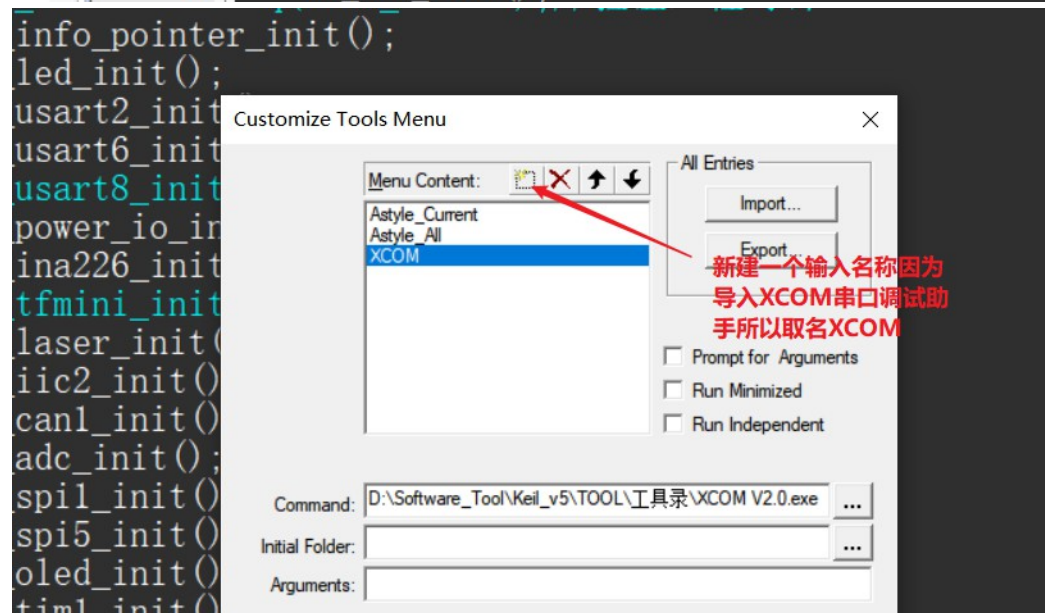 info_pointer_init();
led_init();
usart2_init
usart6_init
usart8_init
power_io_in
ina226_init
tfmini_init
laser_init(
iic2_init()
can1_init()
adc_init();
spi1_init()
spi5_init()
oled_init()
tim1_init()
Customize Tools Menu
Menu Content:
Astyle_Current
Astyle_All
XCOM
All Entries
Import...
Export...
新建一个输入名称因为
导入XCOM串口调试助
手所以取名XCOM
Prompt for Arguments
Run Minimized
Run Independent
Command:
D:\Software_Tool\Keil_v5\TOOL\工具录\XCOM V2.0.exe
...
Initial Folder:
...
Arguments: